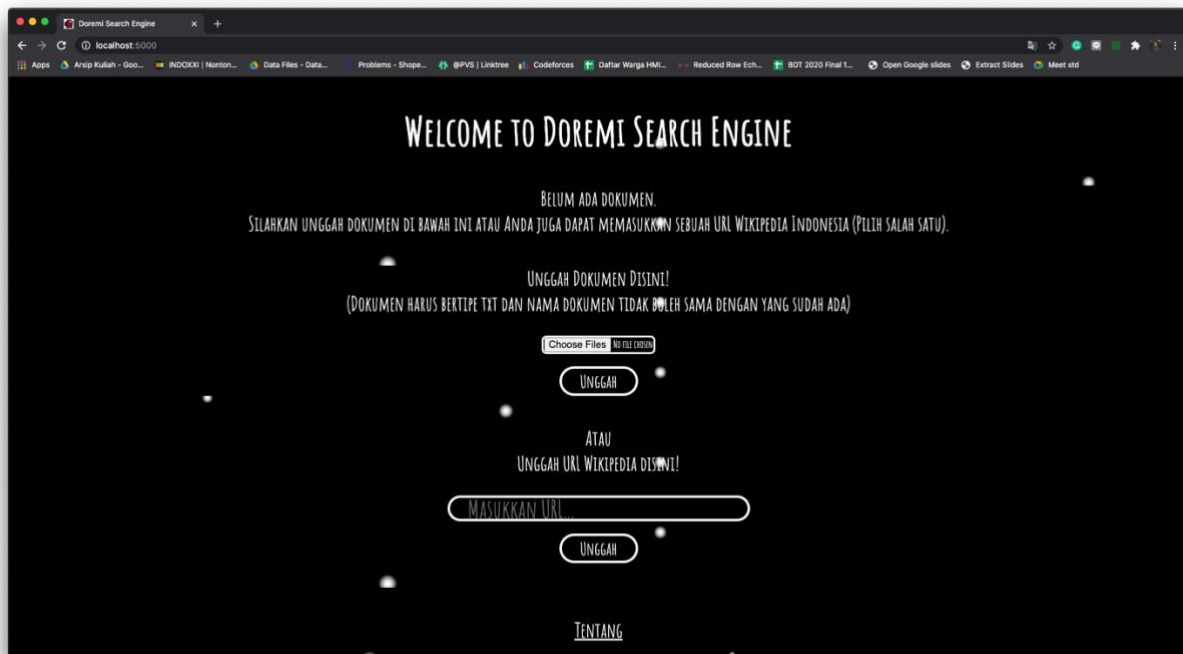 Doremi Search Engine
localhost:5000
Apps Arsip Kuliah - Goo... INDOXXI | Nonton... Data Files - Data... Problems - Shape... @PVS | Linktree Codeforces Daftar Warga HMI... Reduced Row Ech... BDT 2020 Final 1... Open Google slides Extract Slides Meet std
WELCOME TO DOREMI SEARCH ENGINE
BELUM ADA DOKUMEN.
SILAHKAN UNGGAH DOKUMEN DI BAWAH INI ATAU ANDA JUGA DAPAT MEMASUKKAN SEBUAH URL WIKIPEDIA INDONESIA (PILIH SALAH SATU).
UNGGAH DOKUMEN DISINI!
(DOKUMEN HARUS BERTIPE TXT DAN NAMA DOKUMEN TIDAK BOLEH SAMA DENGAN YANG SUDAH ADA)
Choose Files NO FILE CHOSEN
UNGGAH
ATAU
UNGGAH URL WIKIPEDIA DISINI!
MASUKKAN URL...
UNGGAH
TENTANG